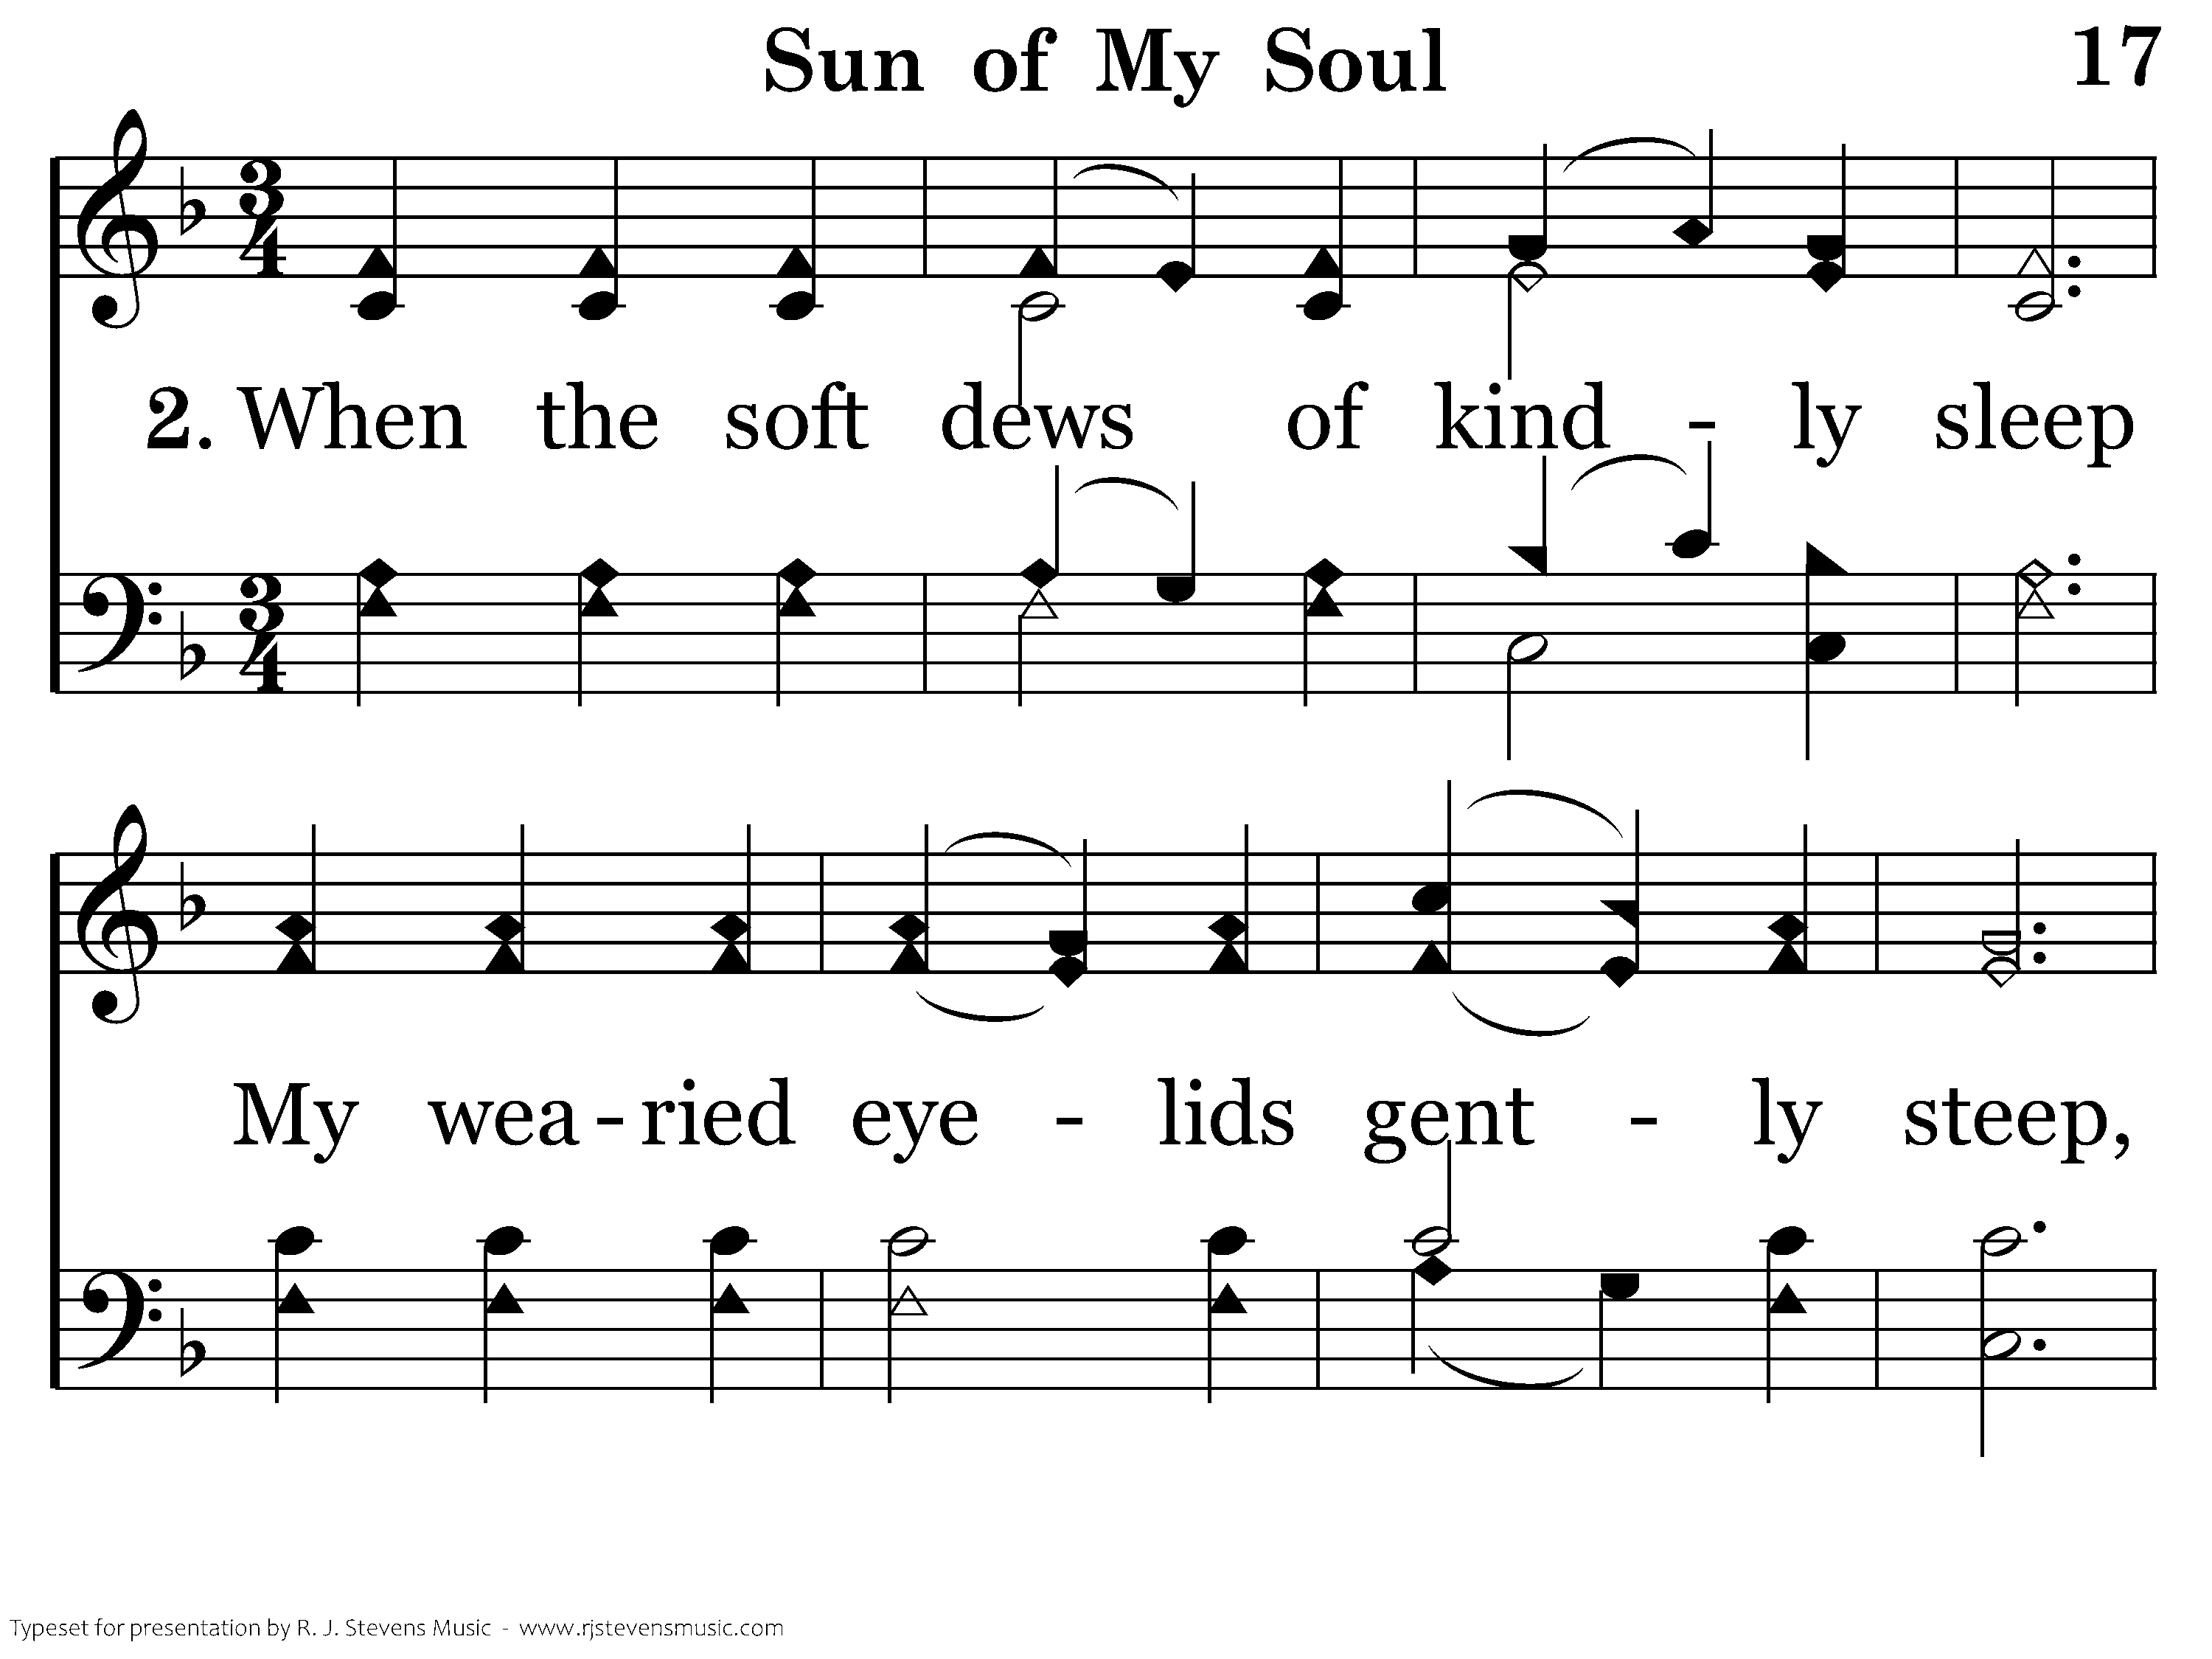 Sun of My Soul 17
2. When the soft dews of kind - ly sleep
My wea - ried eye - lids gent - ly steep,
Typeset for presentation by R. J. Stevens Music - www.rjstevensmusic.com